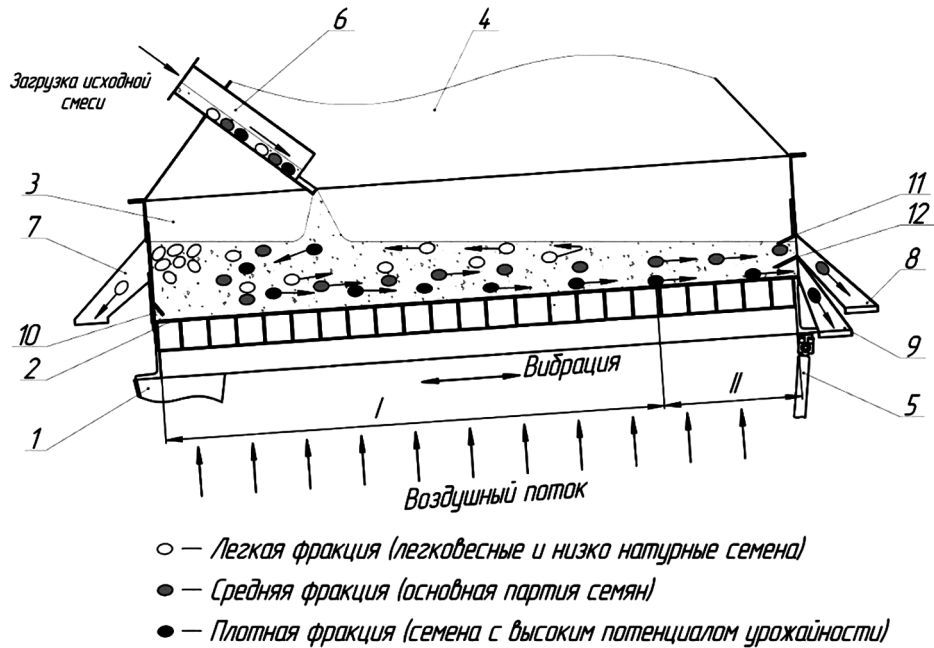 6
4
Загрузка исходной
смеси
3
7
11
12
8
10
2
9
1
Вибрация
I
II
5
Воздушный поток
– Легкая фракция (легковесные и низко натурные семена)
– Средняя фракция (основная партия семян)
– Плотная фракция (семена с высоким потенциалом урожайности)